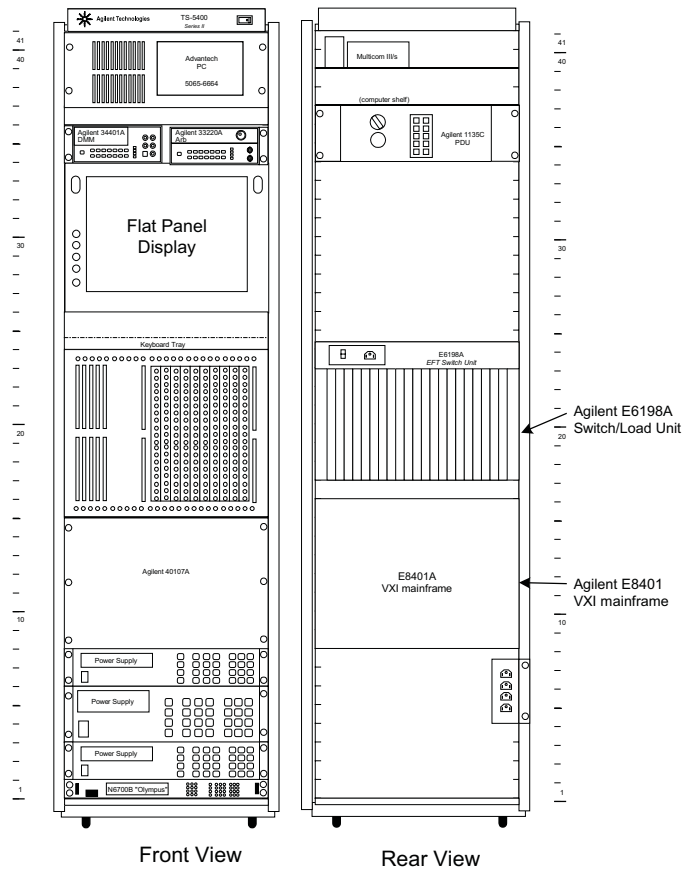 Agilent Technologies
TS-5400
Series II
41
40
Advantech
PC
5065-6664
Agilent 34401A
DMM
Agilent 33220A
Arb
Flat Panel
Display
30
Keyboard Tray
20
Agilent 40107A
10
Power Supply
Power Supply
Power Supply
1
N6700B "Olympus"
Front View
41
40
Multicom III/s
(computer shelf)
Agilent 1135C
PDU
30
E6198A
EFT Switch Unit
Agilent E6198A
Switch/Load Unit
20
E8401A
VXI mainframe
Agilent E8401
VXI mainframe
10
1
Rear View